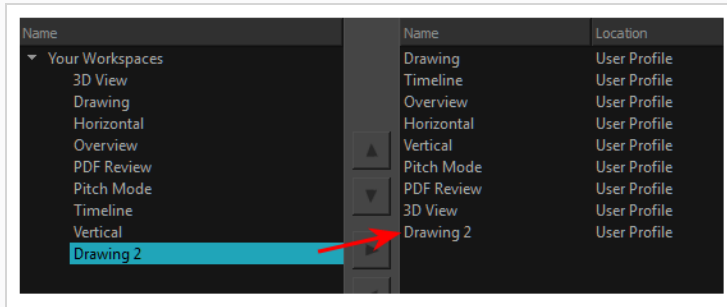 Name
Your Workspaces
3D View
Drawing
Horizontal
Overview
PDF Review
Pitch Mode
Timeline
Vertical
Drawing 2
Name Location
Drawing User Profile
Timeline User Profile
Overview User Profile
Horizontal User Profile
Vertical User Profile
Pitch Mode User Profile
PDF Review User Profile
3D View User Profile
Drawing 2 User Profile